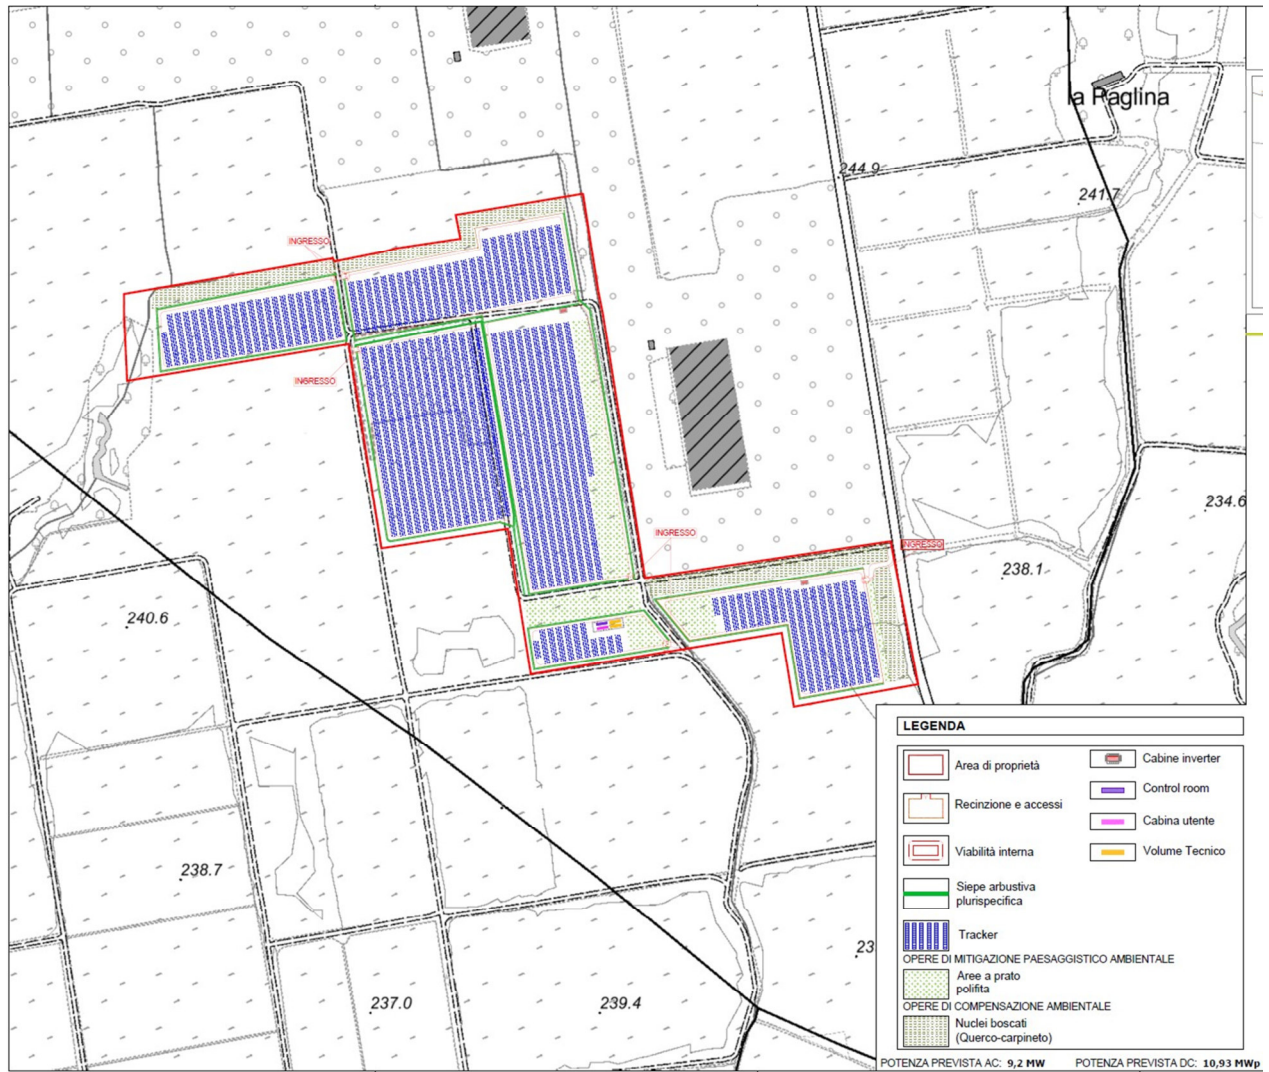 la Paglina
244.9
241.7
INGRESSO
INGRESSO
234.6
INGRESSO
INGRESSO
238.1
240.6
238.7
23
237.0
239.4
LEGENDA
Area di proprietà
Recinzione e accessi
Viabilità interna
Siepe arbustiva
plurispecifica
Tracker
Cabine inverter
Control room
Cabina utente
Volume Tecnico
OPERE DI MITIGAZIONE PAESAGGISTICO AMBIENTALE
Aree a prato
polifita
OPERE DI COMPENSAZIONE AMBIENTALE
Nuclei boscati
(Querco-carpineto)
POTENZA PREVISTA AC: 9,2 MW POTENZA PREVISTA DC: 10,93 MWp